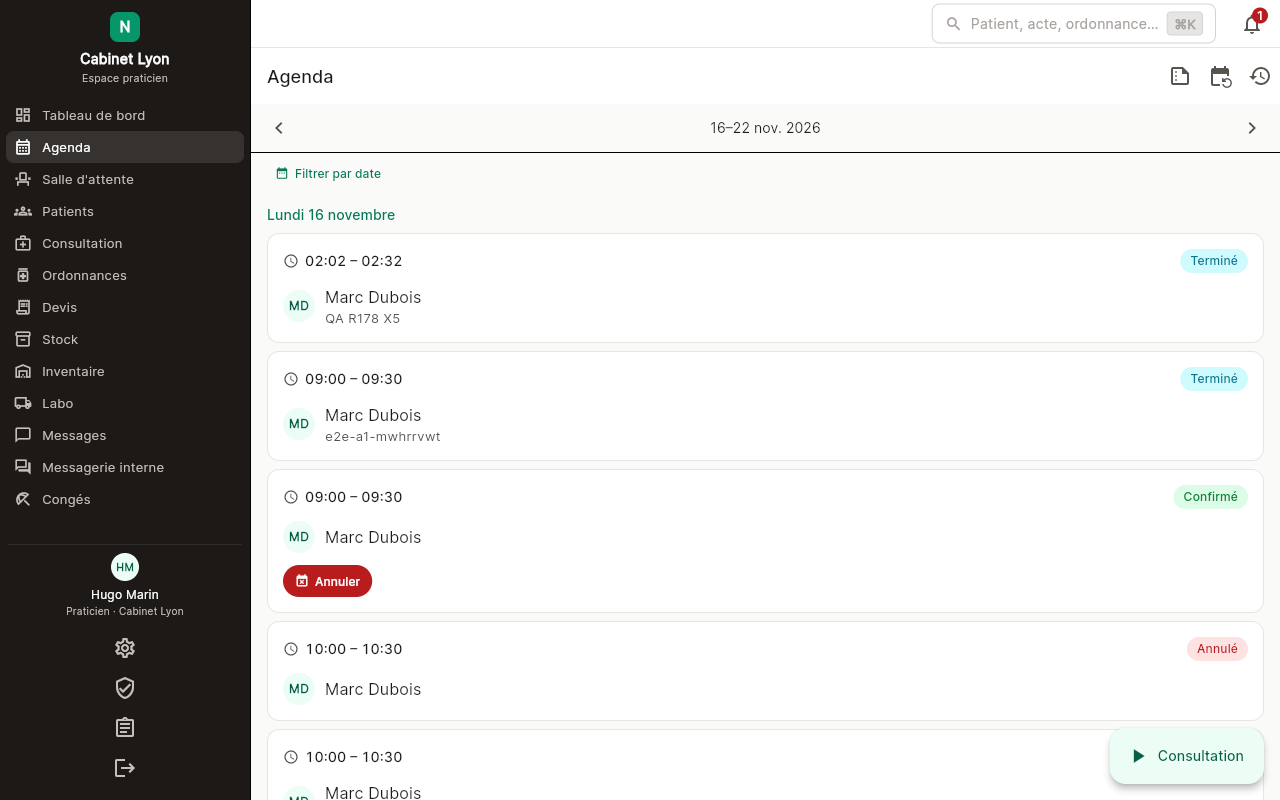 N
Cabinet Lyon
Espace praticien
Tableau de bord
Agenda
Salle d'attente
Patients
Consultation
Ordonnances
Devis
Stock
Inventaire
Labo
Messages
Messagerie interne
Congés
HM
Hugo Marin
Praticien · Cabinet Lyon
Patient, acte, ordonnance... ⌘K
1
Agenda
16–22 nov. 2026
Filtrer par date
Lundi 16 novembre
02:02 – 02:32 Terminé
MD Marc Dubois
QA R178 X5
09:00 – 09:30 Terminé
MD Marc Dubois
e2e-a1-mwhrrvwt
09:00 – 09:30 Confirmé
MD Marc Dubois
Annuler
10:00 – 10:30 Annulé
MD Marc Dubois
10:00 – 10:30
MD Marc Dubois
Consultation